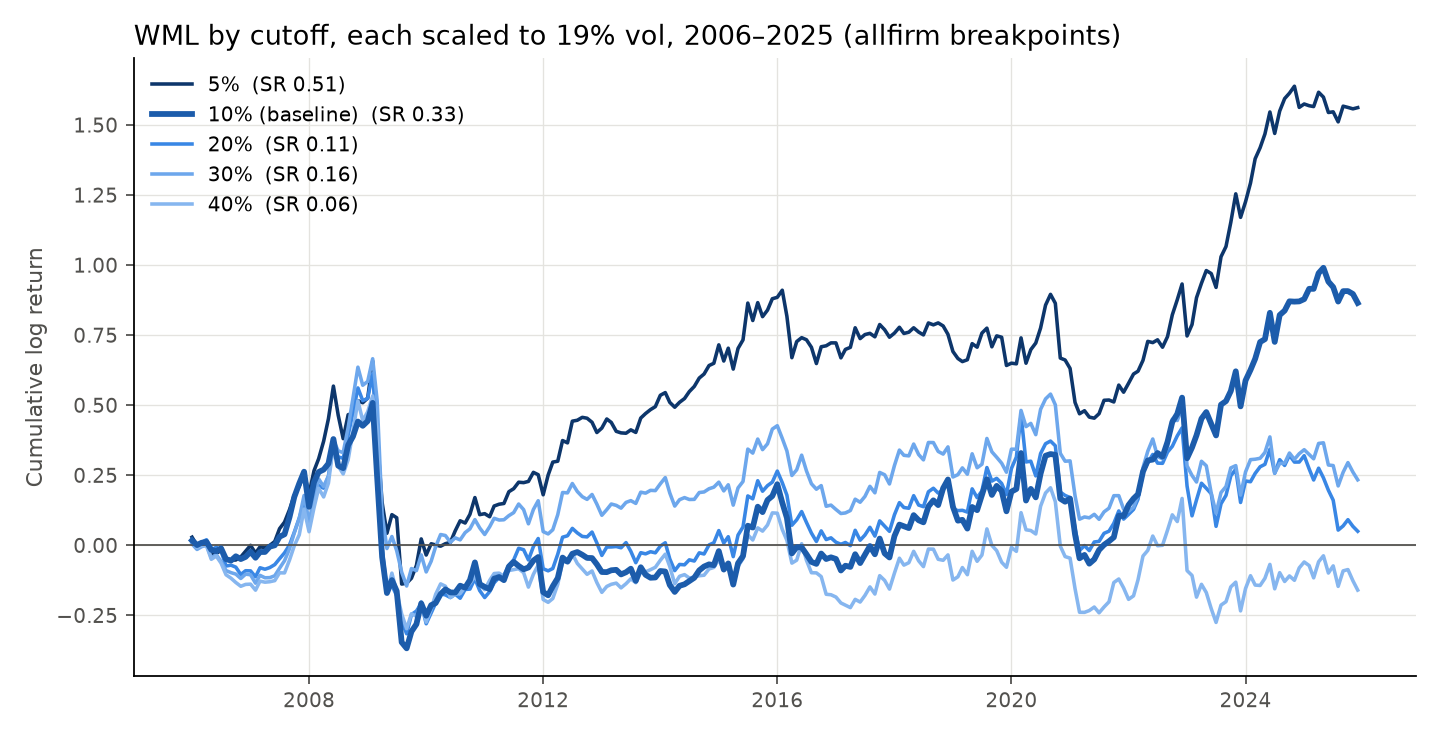 WML by cutoff, each scaled to 19% vol, 2006–2025 (allfirm breakpoints)
5% (SR 0.51)
10% (baseline) (SR 0.33)
20% (SR 0.11)
30% (SR 0.16)
40% (SR 0.06)
Cumulative log return
1.50
1.25
1.00
0.75
0.50
0.25
0.00
−0.25
2008 2012 2016 2020 2024